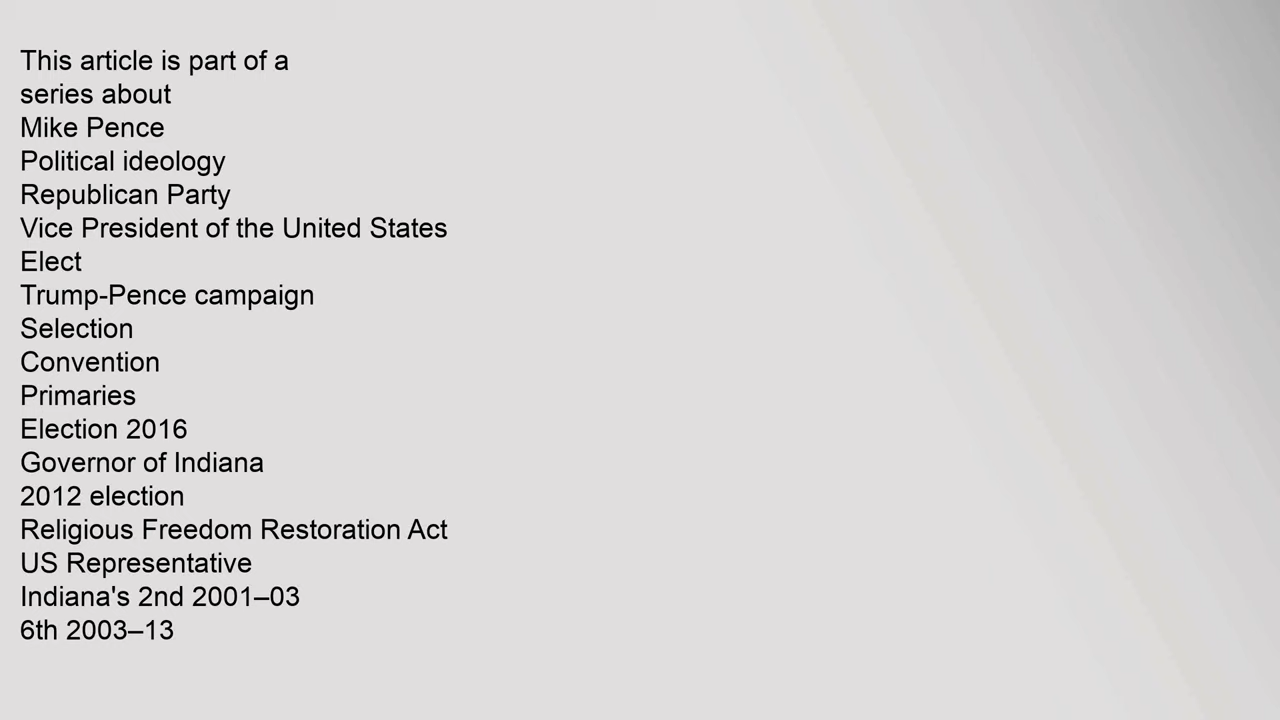 This article is part of a
series about
Mike Pence
Political ideology
Republican Party
Vice President of the United States
Elect
Trump-Pence campaign
Selection
Convention
Primaries
Election 2016
Governor of Indiana
2012 election
Religious Freedom Restoration Act
US Representative
Indiana's 2nd 2001–03
6th 2003–13